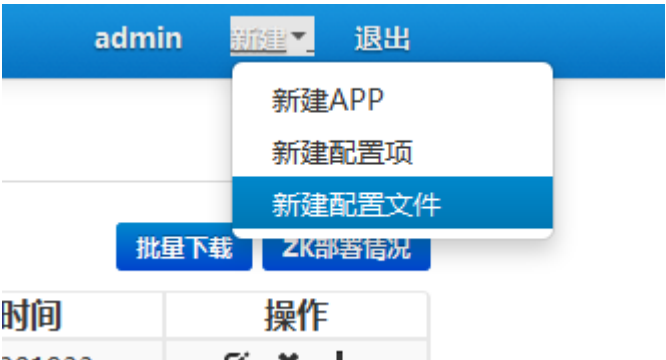 admin 新建 退出
新建APP
新建配置项
新建配置文件
批量下载 ZK部署情况
时间 操作